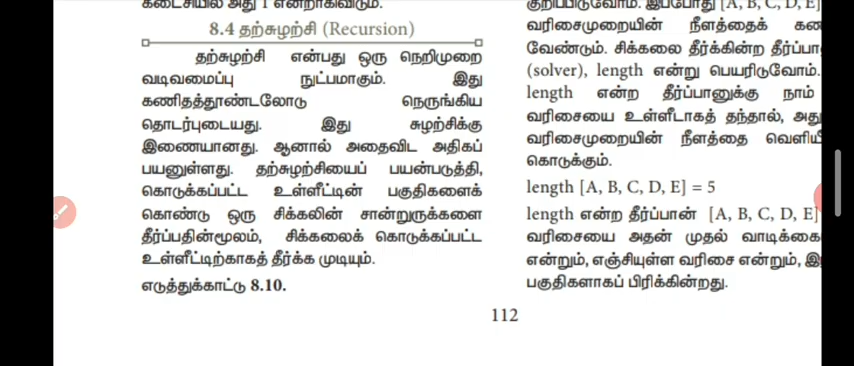 கடைசியில் அது 1 என்றாகிவிடும்.
8.4 தற்சுழற்சி (Recursion)
தற்சுழற்சி என்பது ஒரு நெறிமுறை
வடிவமைப்பு நுட்பமாகும். இது
கணிதத்தூண்டலோடு நெருங்கிய
தொடர்புடையது. இது சுழற்சிக்கு
இணையானது. ஆனால் அதைவிட அதிகப்
பயனுள்ளது. தற்சுழற்சியைப் பயன்படுத்தி,
கொடுக்கப்பட்ட உள்ளீட்டின் பகுதிகளைக்
கொண்டு ஒரு சிக்கலின் சான்றுருக்களை
தீர்ப்பதின்மூலம், சிக்கலைக் கொடுக்கப்பட்ட
உள்ளீட்டிற்காகத் தீர்க்க முடியும்.
எடுத்துக்காட்டு 8.10.
குறிப்பிடுவோம். இப்போது [A, B, C, D, E]
வரிசைமுறையின் நீளத்தைக்
வேண்டும். சிக்கலை தீர்க்கின்ற
(solver), length என்று பெயரிடுவோம்.
length என்ற தீர்ப்பானுக்கு நாம்
வரிசையை உள்ளீடாகத் தந்தால்,
வரிசைமுறையின் நீளத்தை
கொடுக்கும்.
length [A, B, C, D, E] = 5
length என்ற தீர்ப்பான் [A, B, C, D, E]
வரிசையை அதன் முதல்
என்றும், எஞ்சியுள்ள வரிசை என்றும்,
பகுதிகளாகப் பிரிக்கின்றது.
112